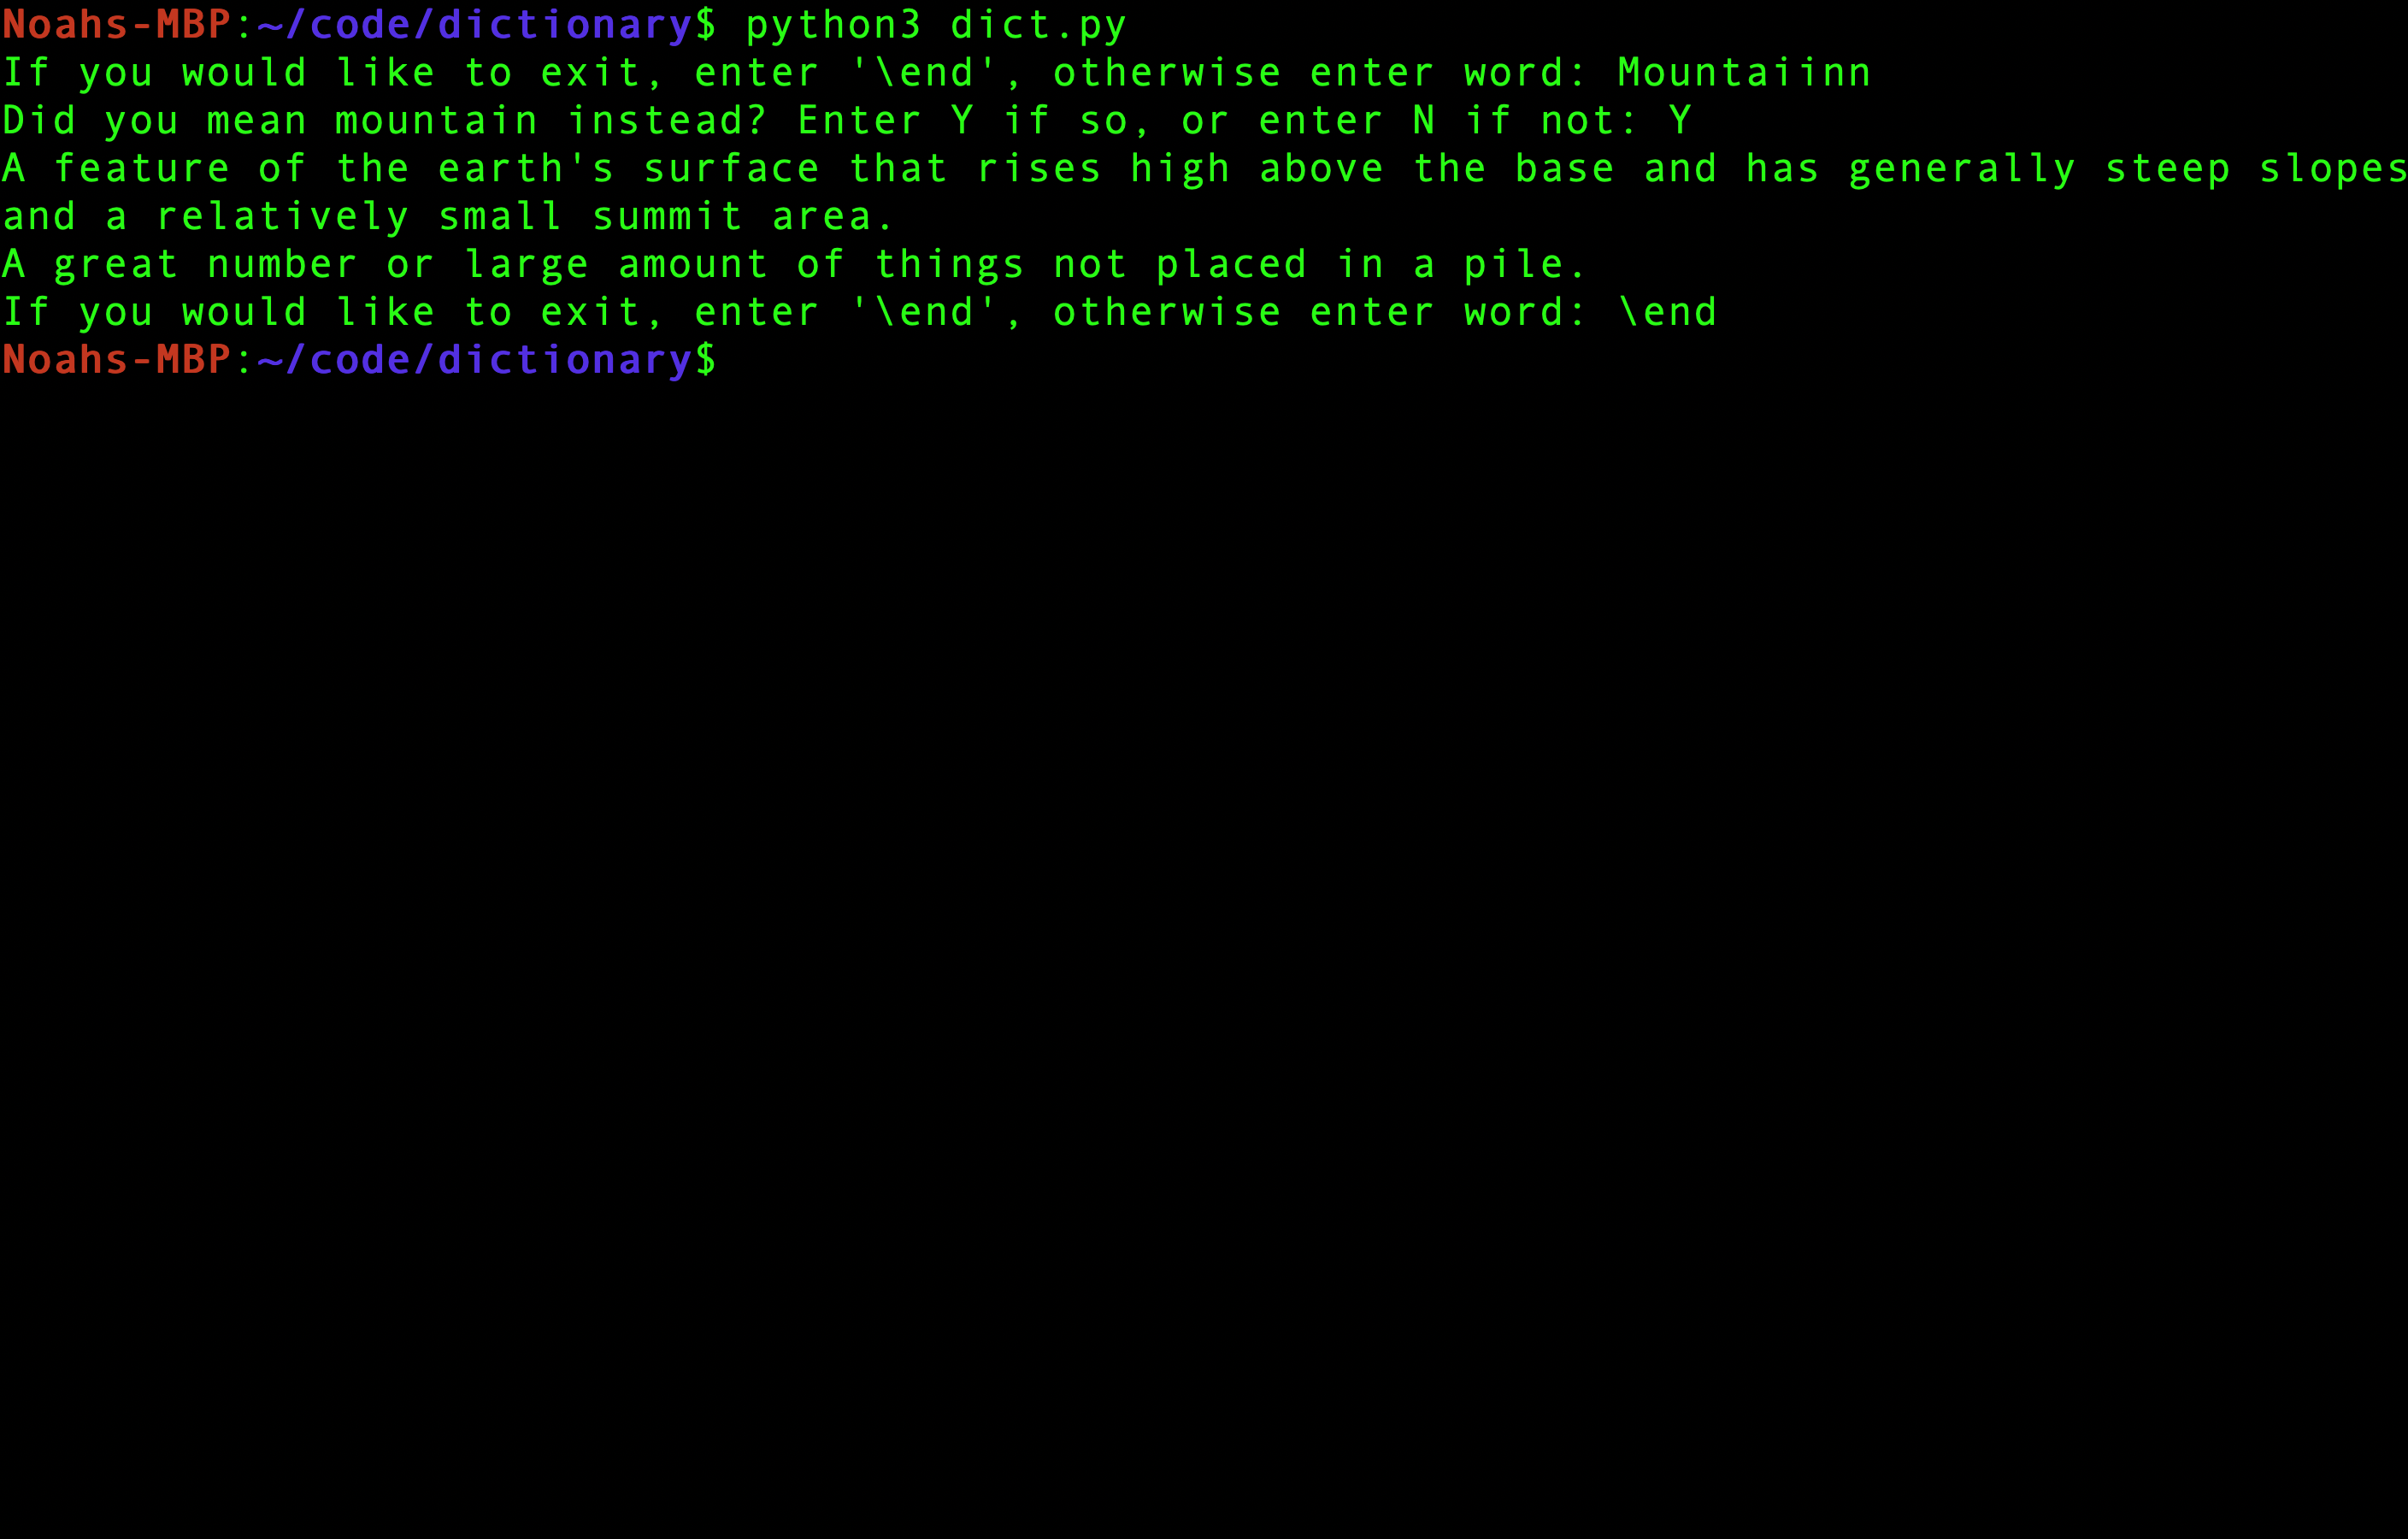 Noahs-MBP:~/code/dictionary$ python3 dict.py
If you would like to exit, enter '\end', otherwise enter word: Mountaiinn
Did you mean mountain instead? Enter Y if so, or enter N if not: Y
A feature of the earth's surface that rises high above the base and has generally steep slopes
and a relatively small summit area.
A great number or large amount of things not placed in a pile.
If you would like to exit, enter '\end', otherwise enter word: \end
Noahs-MBP:~/code/dictionary$